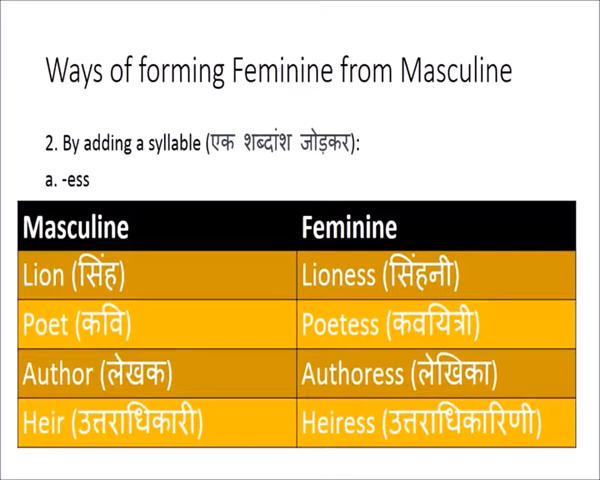 Ways of forming Feminine from Masculine
2. By adding a syllable (एक शब्दांश जोड़कर):
a. -ess
Masculine Feminine
Lion (सिंह) Lioness (सिंहनी)
Poet (कवि) Poetess (कवयित्री)
Author (लेखक) Authoress (लेखिका)
Heir (उत्तराधिकारी) Heiress (उत्तराधिकारिणी)